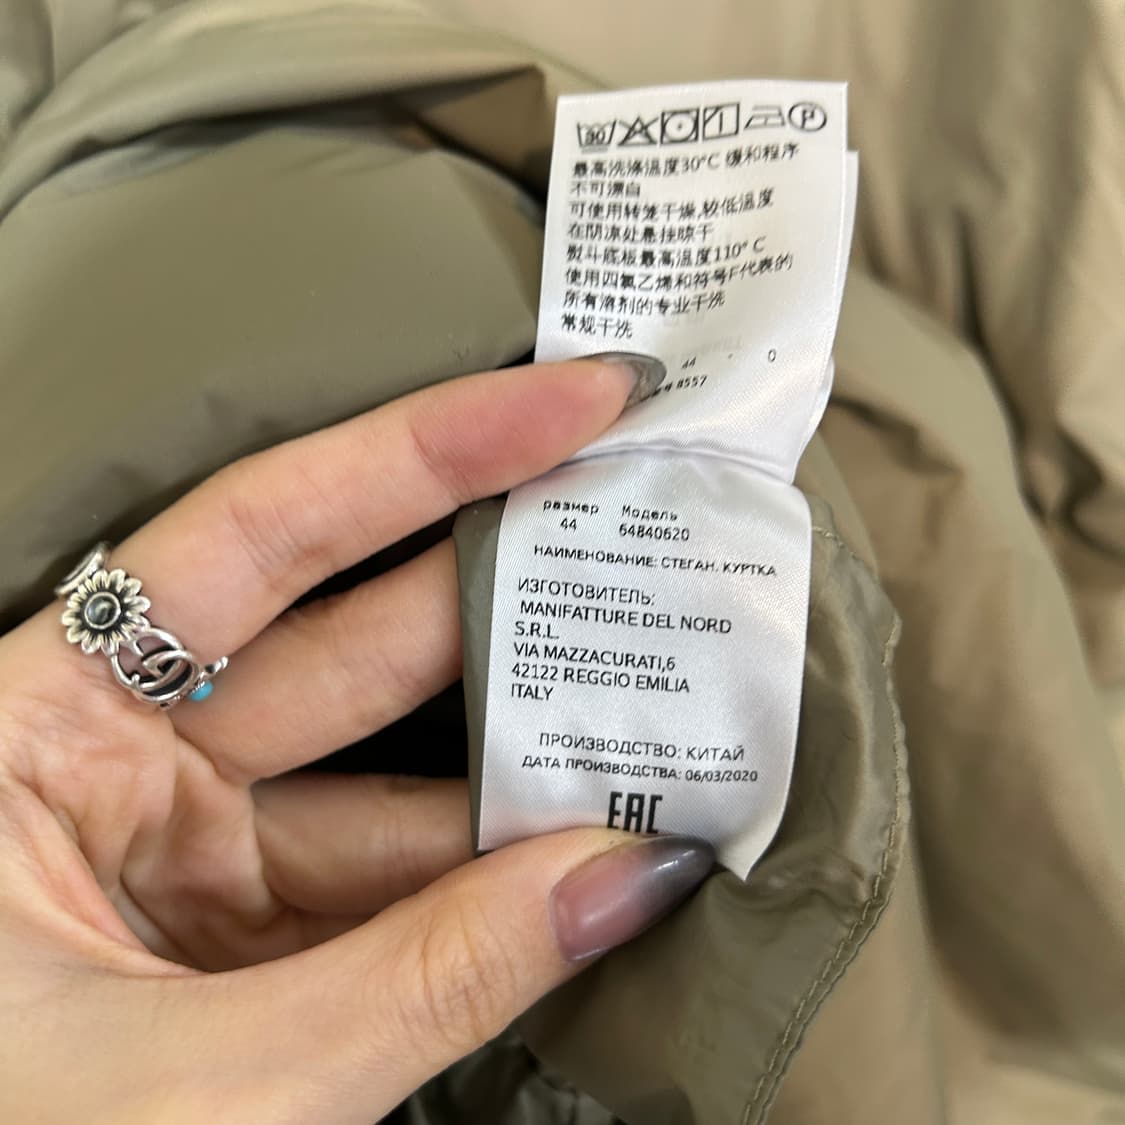 30
P
最高洗涤温度30°C 缓和程序
不可漂白
可使用转笼干燥,较低温度
在阴凉处悬挂晾干
熨斗底板最高温度110° C
使用四氯乙烯和符号F代表的
所有溶剂的专业干洗
常规干洗
44 0
8557
размер Модель
44 64840620
НАИМЕНОВАНИЕ: СТЕГАН. КУРТКА
ИЗГОТОВИТЕЛЬ:
MANIFATTURE DEL NORD
S.R.L.
VIA MAZZACURATI,6
42122 REGGIO EMILIA
ITALY
ПРОИЗВОДСТВО: КИТАЙ
ДАТА ПРОИЗВОДСТВА: 06/03/2020
EAC